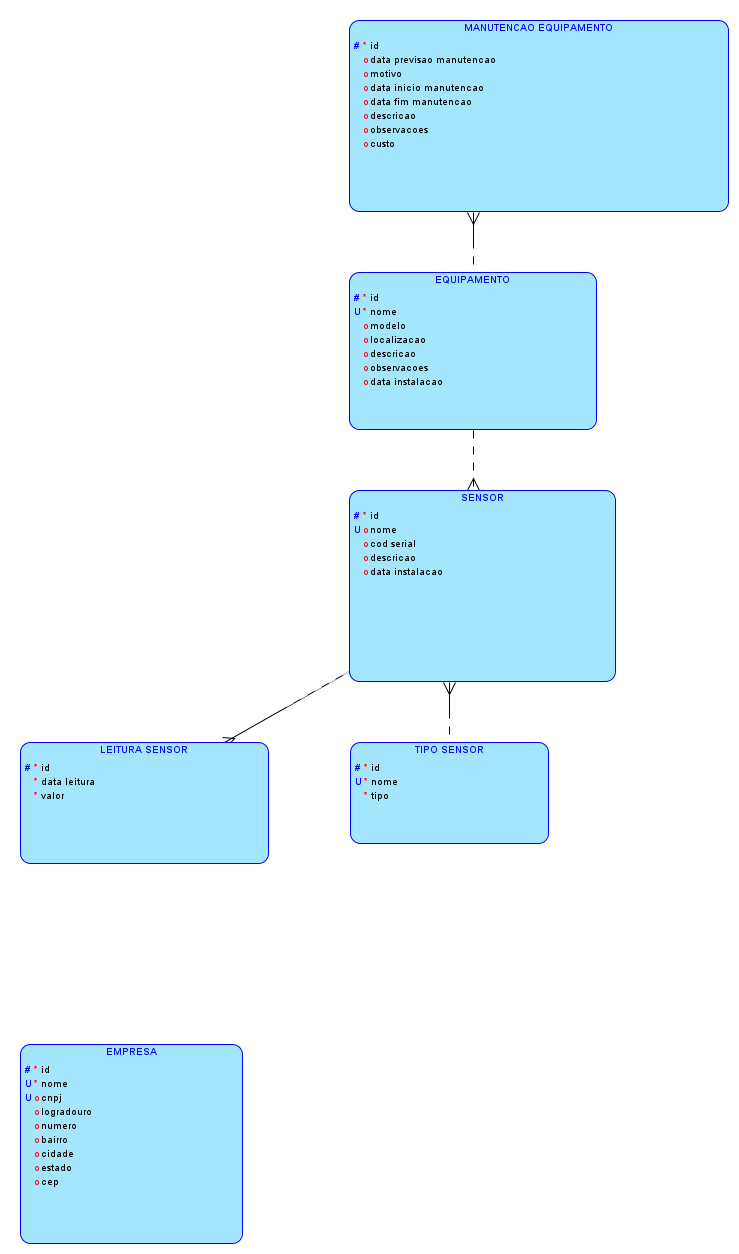 MANUTENCAO EQUIPAMENTO
# * id
o data previsao manutencao
o motivo
o data inicio manutencao
o data fim manutencao
o descricao
o observacoes
o custo
EQUIPAMENTO
# * id
U * nome
o modelo
o localizacao
o descricao
o observacoes
o data instalacao
SENSOR
# * id
U o nome
o cod serial
o descricao
o data instalacao
LEITURA SENSOR
# * id
* data leitura
* valor
TIPO SENSOR
# * id
U * nome
* tipo
EMPRESA
# * id
U * nome
U o cnpj
o logradouro
o numero
o bairro
o cidade
o estado
o cep